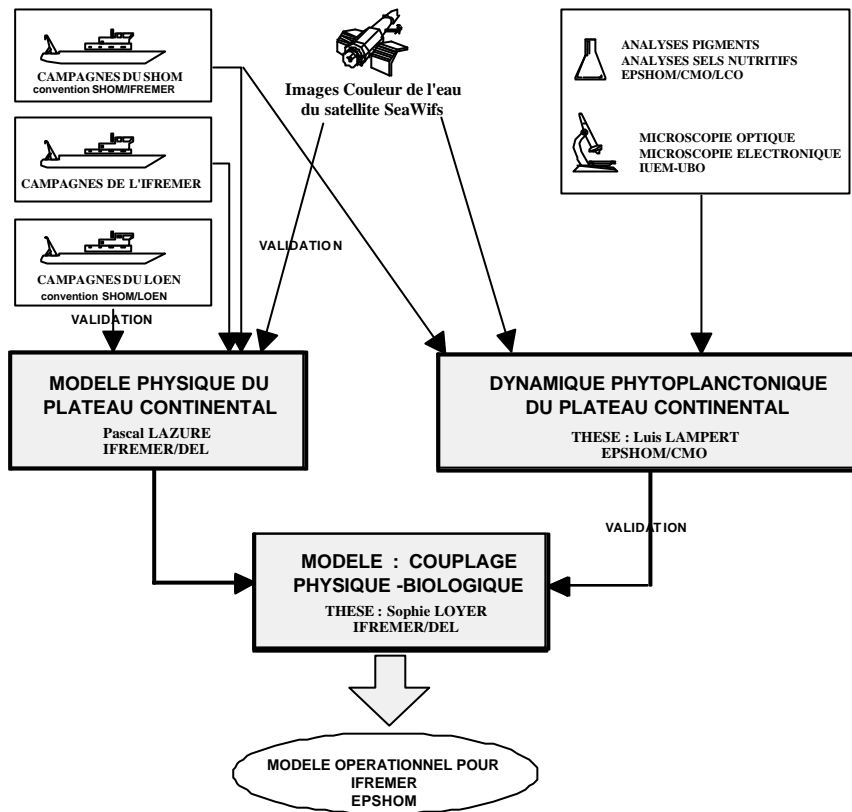 CAMPAGNES DU SHOM
convention SHOM/IFREMER
CAMPAGNES DE L'IFREMER
CAMPAGNES DU LOEN
convention SHOM/LOEN
VALIDATION
Images Couleur de l'eau
du satellite SeaWifs
VALIDATION
ANALYSES PIGMENTS
ANALYSES SELS NUTRITIFS
EPSHOM/CMO/LCO
MICROSCOPIE OPTIQUE
MICROSCOPIE ELECTRONIQUE
IUEM-UBO
MODELE PHYSIQUE DU
PLATEAU CONTINENTAL
Pascal LAZURE
IFREMER/DEL
DYNAMIQUE PHYTOPLANCTONIQUE
DU PLATEAU CONTINENTAL
THESE : Luis LAMPERT
EPSHOM/CMO
VALIDATION
MODELE : COUPLAGE
PHYSIQUE -BIOLOGIQUE
THESE : Sophie LOYER
IFREMER/DEL
MODELE OPERATIONNEL POUR
IFREMER
EPSHOM